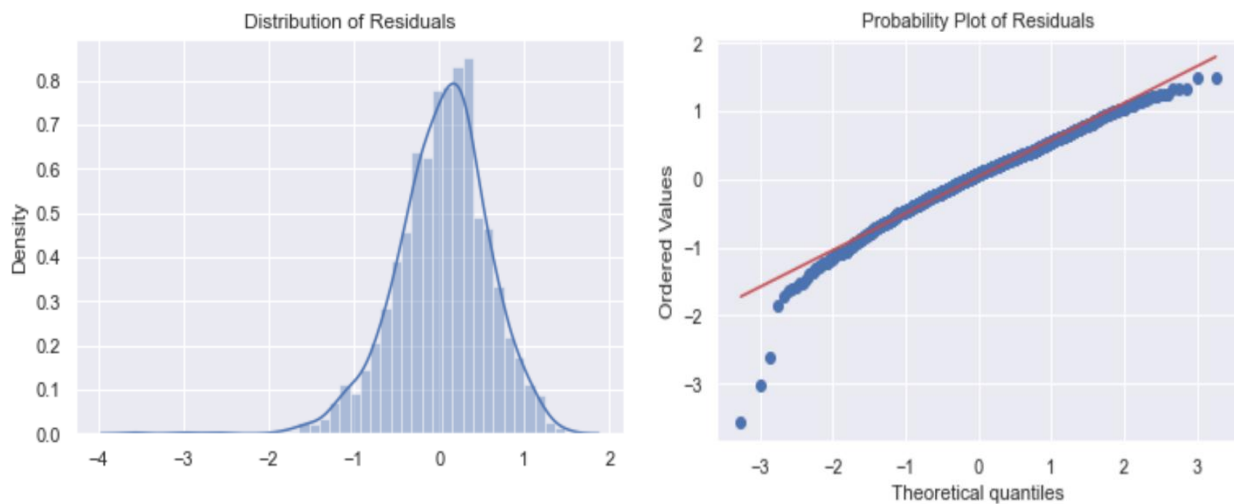 Distribution of Residuals
Density
0.8
0.7
0.6
0.5
0.4
0.3
0.2
0.1
0.0
−4 −3 −2 −1 0 1 2
Probability Plot of Residuals
Ordered Values
2
1
0
−1
−2
−3
−3 −2 −1 0 1 2 3
Theoretical quantiles